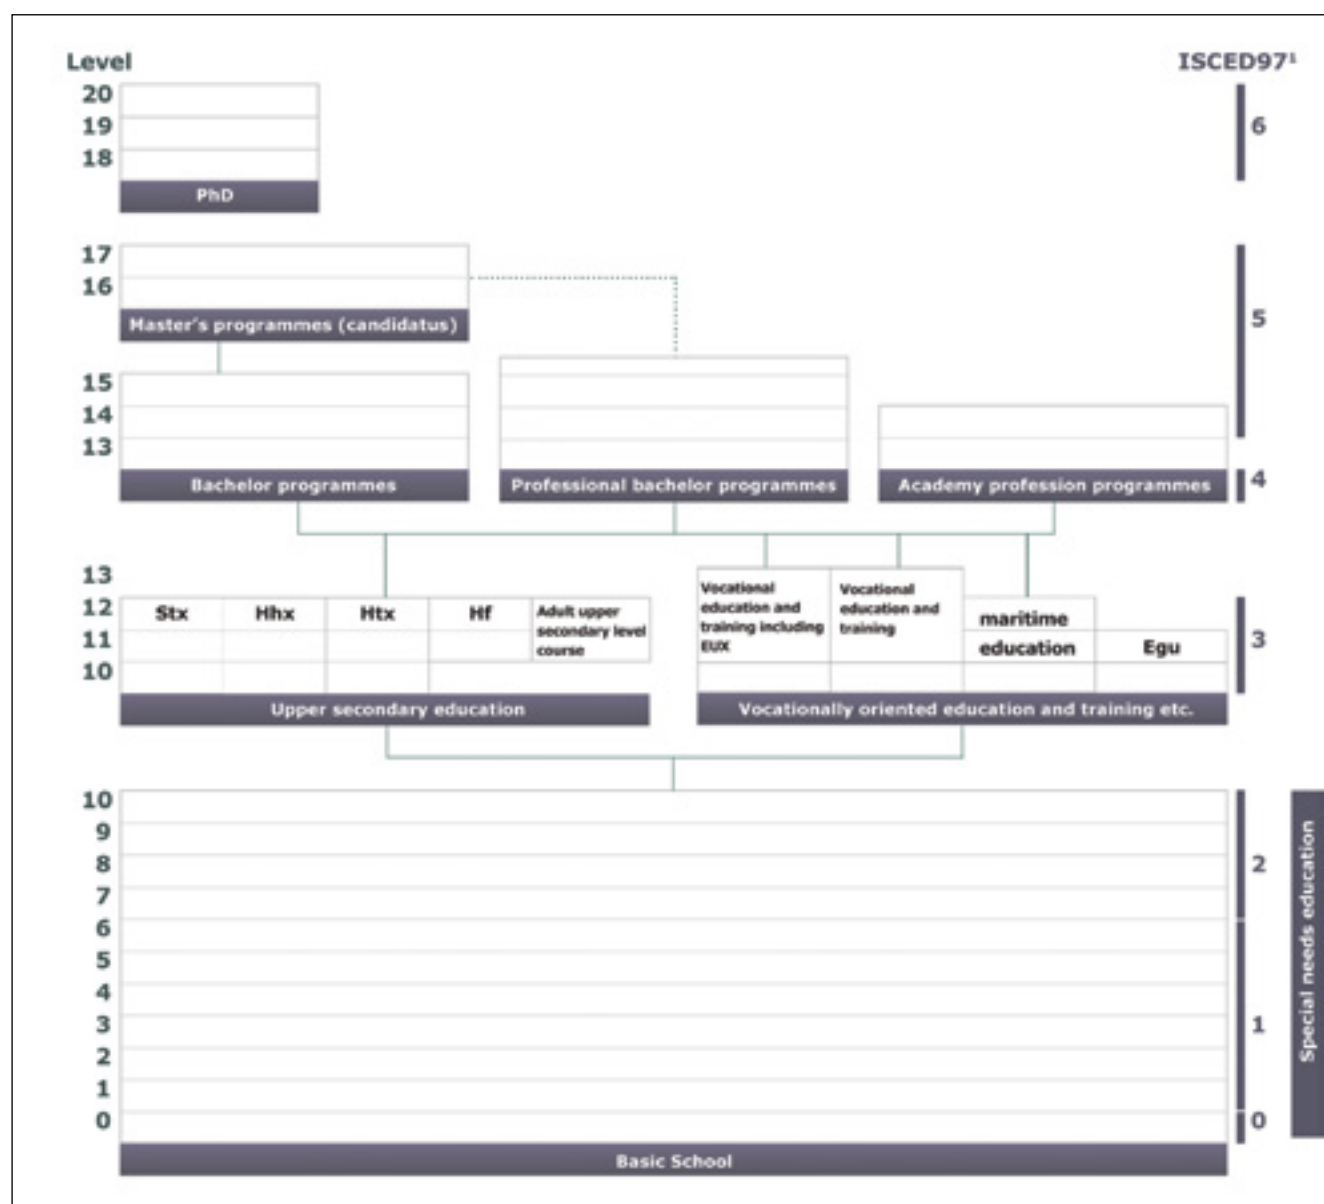 Level
ISCED97¹
20
19
18
6
PhD
17
16
5
Master's programmes (candidatus)
15
14
13
Bachelor programmes
Professional bachelor programmes
Academy profession programmes
4
13
12
11
10
Stx
Hhx
Htx
Hf
Adult upper
secondary level
course
Vocational
education and
training including
EUX
Vocational
education and
training
maritime
education
Egu
3
Upper secondary education
Vocationally oriented education and training etc.
10
9
8
7
6
5
4
3
2
1
0
2
1
0
Special needs education
Basic School